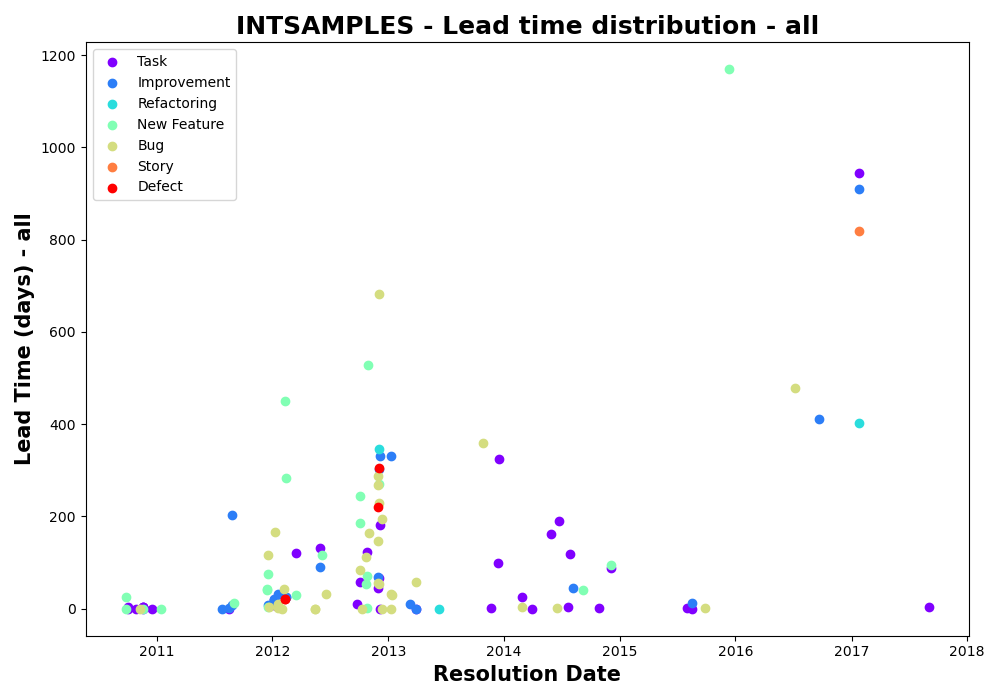 INTSAMPLES - Lead time distribution - all
Task
Improvement
Refactoring
New Feature
Bug
Story
Defect
Lead Time (days) - all
1200
1000
800
600
400
200
0
2011 2012 2013 2014 2015 2016 2017 2018
Resolution Date